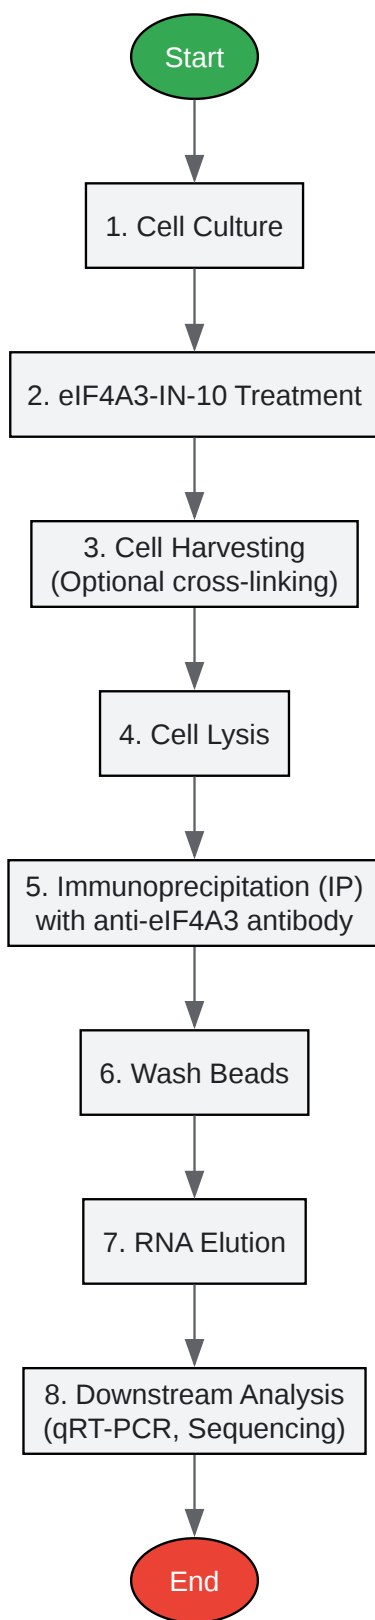 Start
1. Cell Culture
2. eIF4A3-IN-10 Treatment
3. Cell Harvesting
(Optional cross-linking)
4. Cell Lysis
5. Immunoprecipitation (IP)
with anti-eIF4A3 antibody
6. Wash Beads
7. RNA Elution
8. Downstream Analysis
(qRT-PCR, Sequencing)
End